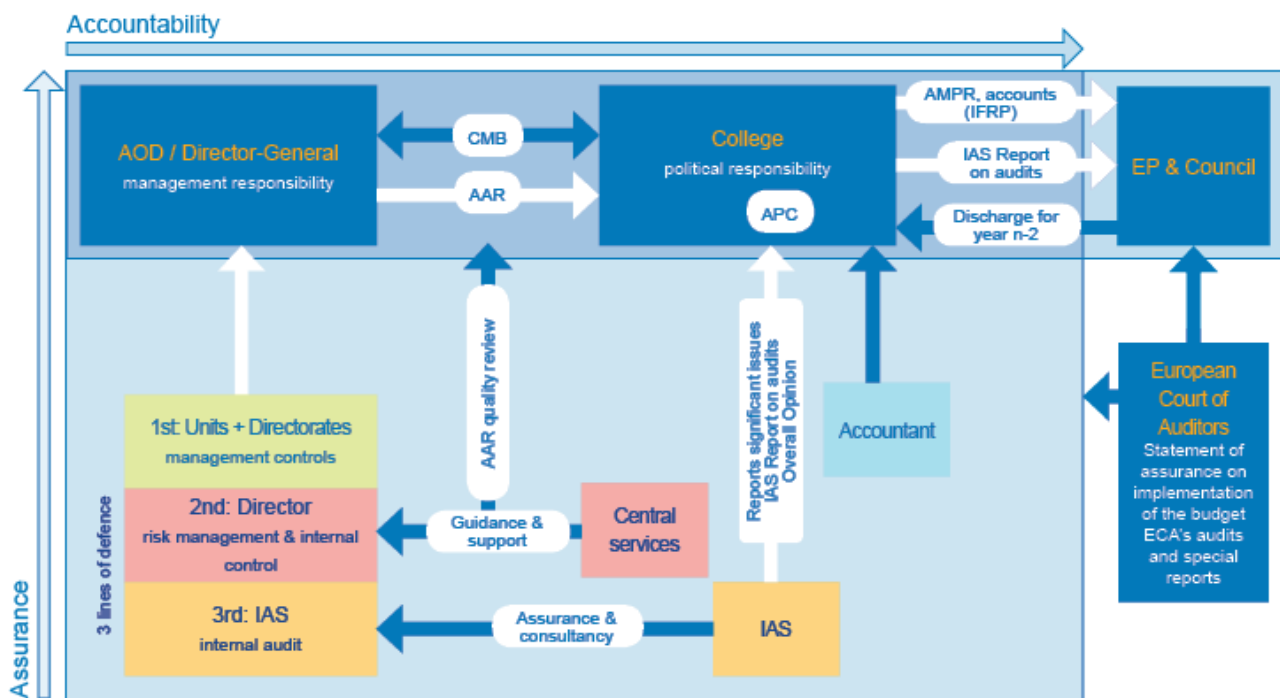 Accountability
AOD / Director-General
management responsibility
CMB
AAR
College
political responsibility
APC
AMPR, accounts
(IFRP)
IAS Report
on audits
Discharge for
year n-2
EP & Council
AAR quality review
Reports significant issues
IAS Report on audits
Overall Opinion
Accountant
European
Court of
Auditors
Statement of
assurance on
implementation
of the budget
ECA's audits
and special
reports
1st: Units + Directorates
management controls
2nd: Director
risk management & internal
control
3rd: IAS
internal audit
3 lines of defence
Guidance &
support
Central
services
Assurance &
consultancy
IAS
Assurance